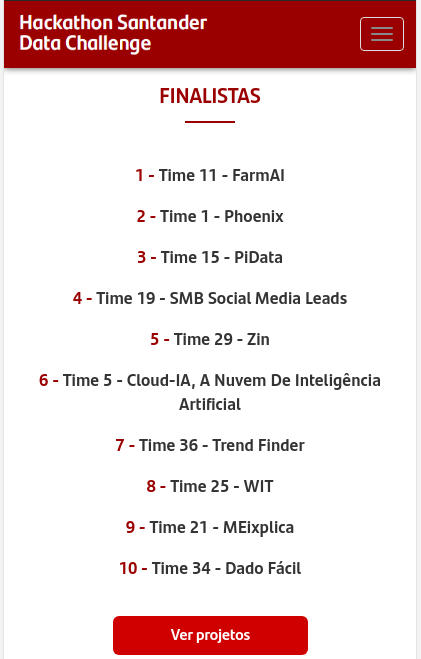 Hackathon Santander
Data Challenge
FINALISTAS
1 - Time 11 - FarmAI
2 - Time 1 - Phoenix
3 - Time 15 - PiData
4 - Time 19 - SMB Social Media Leads
5 - Time 29 - Zin
6 - Time 5 - Cloud-IA, A Nuvem De Inteligência
Artificial
7 - Time 36 - Trend Finder
8 - Time 25 - WIT
9 - Time 21 - MEixplica
10 - Time 34 - Dado Fácil
Ver projetos